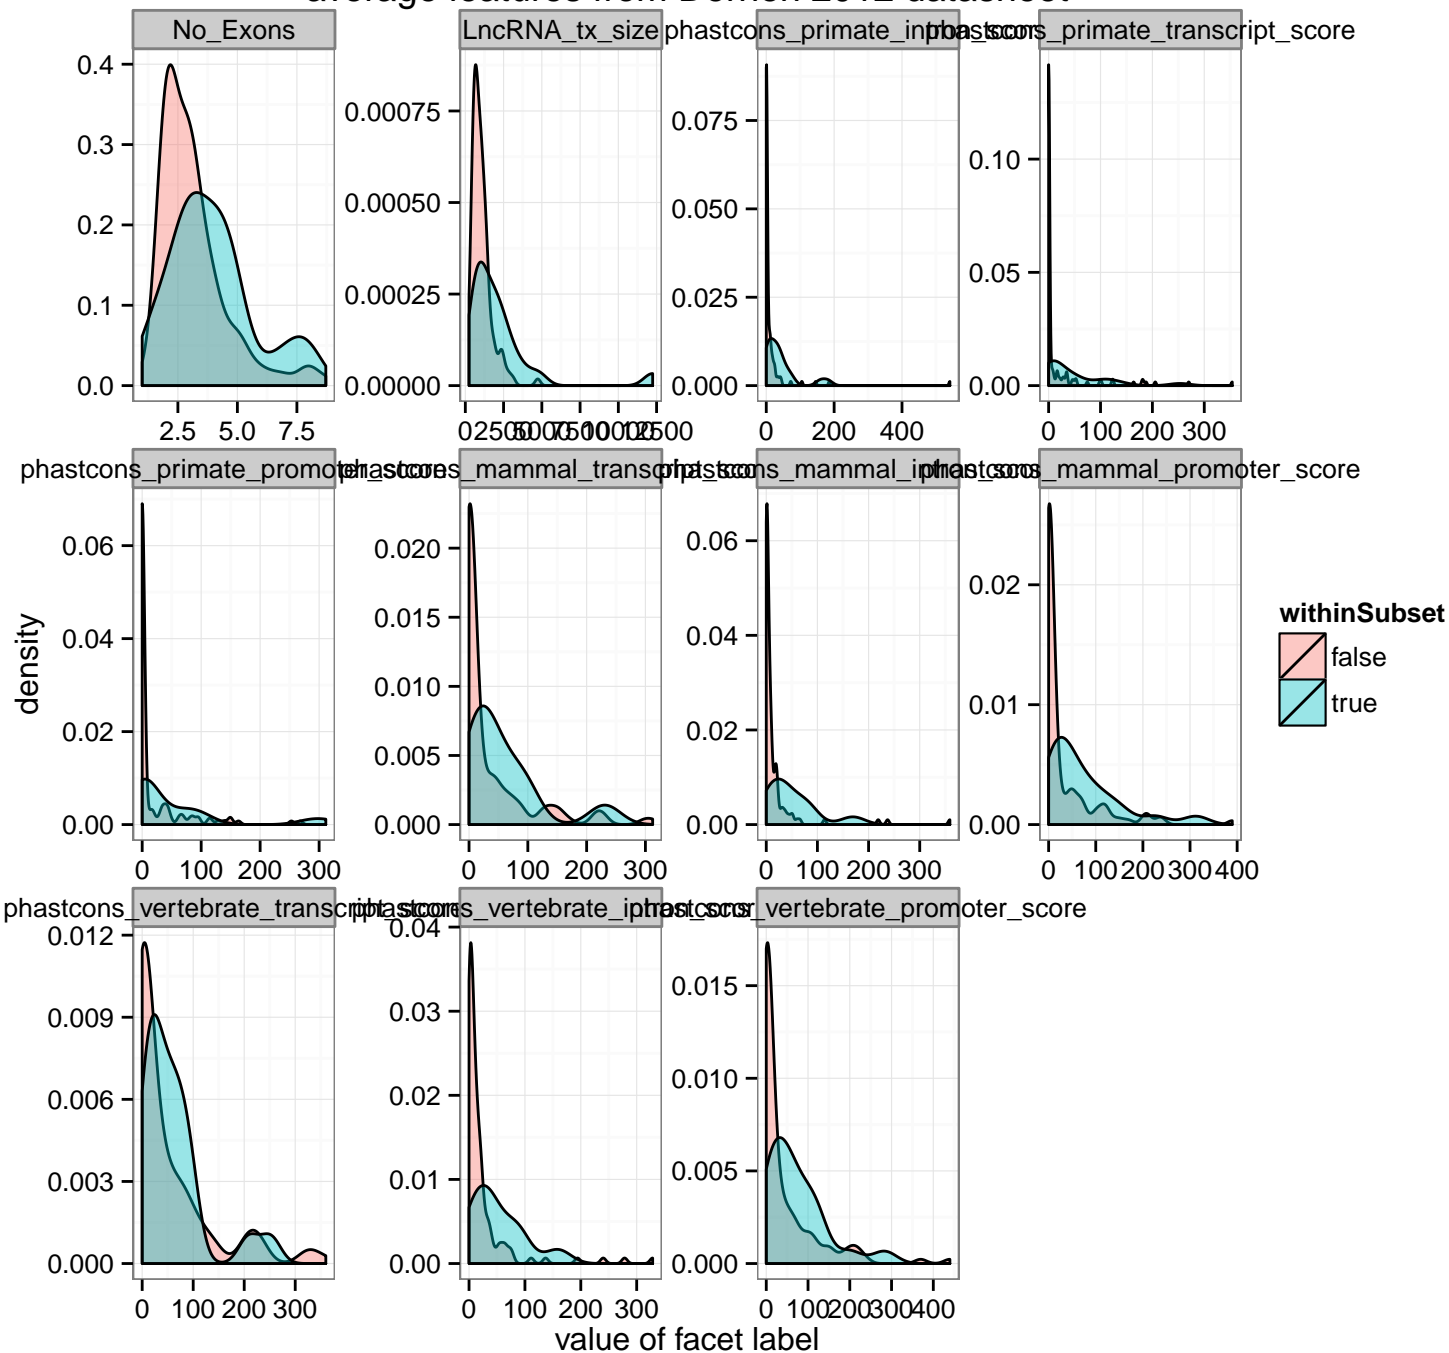 average features from Derrien 2012 datasheet
No_Exons
LncRNA_tx_size
phastcons_primate_intron_score
phastcons_primate_transcript_score
0.4
0.3
0.2
0.1
0.0
0.00075
0.00050
0.00025
0.00000
0.075
0.050
0.025
0.000
0.10
0.05
0.00
2.5 5.0 7.5
0 2500 5000 7500 10000 12500
0 200 400
0 100 200 300
phastcons_primate_promoter_score
phastcons_mammal_transcript_score
phastcons_mammal_intron_score
phastcons_mammal_promoter_score
0.06
0.04
0.02
0.00
0.020
0.015
0.010
0.005
0.000
0.06
0.04
0.02
0.00
0.02
0.01
0.00
0 100 200 300
0 100 200 300
0 100 200 300
0 100 200 300 400
phastcons_vertebrate_transcript_score
phastcons_vertebrate_intron_score
phastcons_vertebrate_promoter_score
0.012
0.009
0.006
0.003
0.000
0.04
0.03
0.02
0.01
0.00
0.015
0.010
0.005
0.000
0 100 200 300
0 100 200 300
0 100 200 300 400
density
value of facet label
withinSubset
false
true